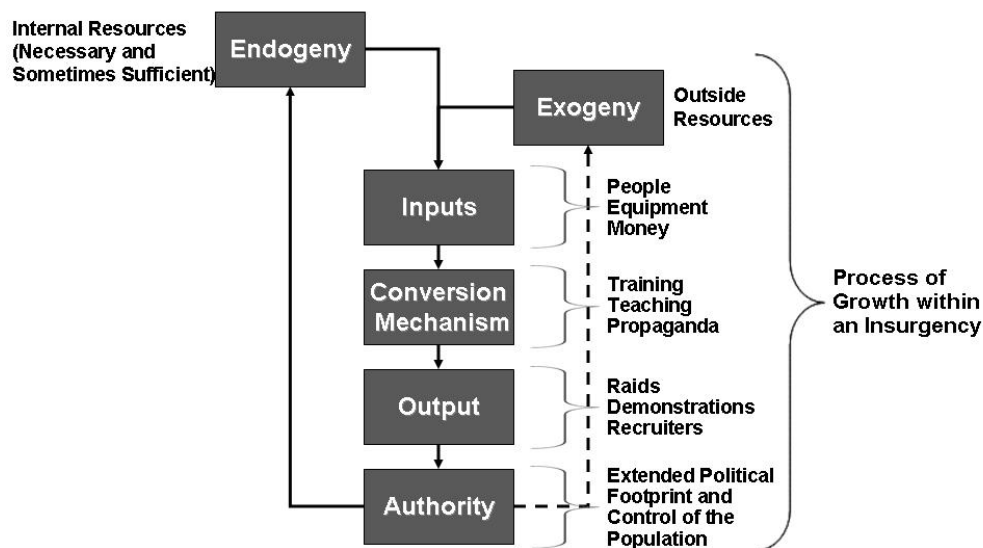 Internal Resources
(Necessary and
Sometimes Sufficient)
Endogeny
Exogeny
Outside
Resources
Inputs
People
Equipment
Money
Conversion
Mechanism
Training
Teaching
Propaganda
Process of
Growth within
an Insurgency
Output
Raids
Demonstrations
Recruiters
Authority
Extended Political
Footprint and
Control of the
Population